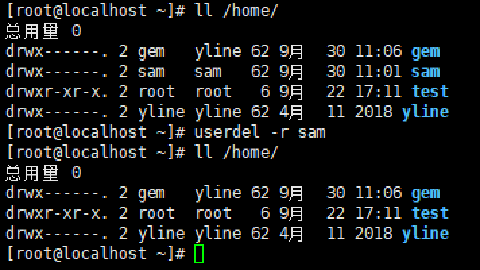 [root@localhost ~]# ll /home/
总用量 0
drwx------. 2 gem   yline 62 9月  30 11:06 gem
drwx------. 2 sam   sam   62 9月  30 11:01 sam
drwxr-xr-x. 2 root  root   6 9月  22 17:11 test
drwx------. 2 yline yline 62 4月  11 2018 yline
[root@localhost ~]# userdel -r sam
[root@localhost ~]# ll /home/
总用量 0
drwx------. 2 gem   yline 62 9月  30 11:06 gem
drwxr-xr-x. 2 root  root   6 9月  22 17:11 test
drwx------. 2 yline yline 62 4月  11 2018 yline
[root@localhost ~]#